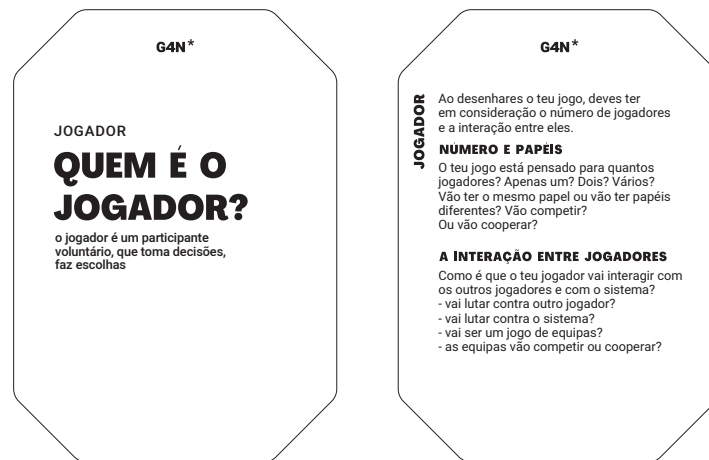 G4N*
JOGADOR
QUEM É O
JOGADOR?
o jogador é um participante
voluntário, que toma decisões,
faz escolhas
G4N*
JOGADOR
Ao desenhares o teu jogo, deves ter
em consideração o número de jogadores
e a interação entre eles.
NÚMERO E PAPÉIS
O teu jogo está pensado para quantos
jogadores? Apenas um? Dois? Vários?
Vão ter o mesmo papel ou vão ter papéis
diferentes? Vão competir?
Ou vão cooperar?
A INTERAÇÃO ENTRE JOGADORES
Como é que o teu jogador vai interagir com
os outros jogadores e com o sistema?
- vai lutar contra outro jogador?
- vai lutar contra o sistema?
- vai ser um jogo de equipas?
- as equipas vão competir ou cooperar?